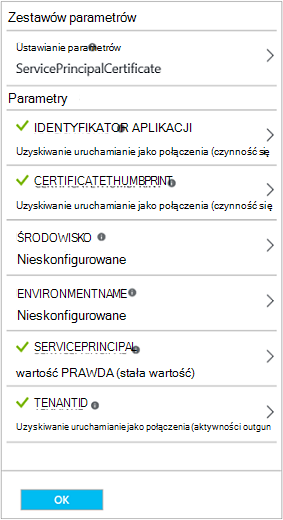 Zestawów parametrów
Ustawianie parametrów
ServicePrincipalCertificate
Parametry
IDENTYFIKATOR APLIKACJI
Uzyskiwanie uruchamianie jako połączenia (czynność się
CERTIFICATETHUMBPRINT
Uzyskiwanie uruchamianie jako połączenia (czynność się
ŚRODOWISKO
Nieskonfigurowane
ENVIRONMENTNAME
Nieskonfigurowane
SERVICEPRINCIPAL
wartość PRAWDA (stała wartość)
TENANTID
Uzyskiwanie uruchamianie jako połączenia (aktywności outgun
OK